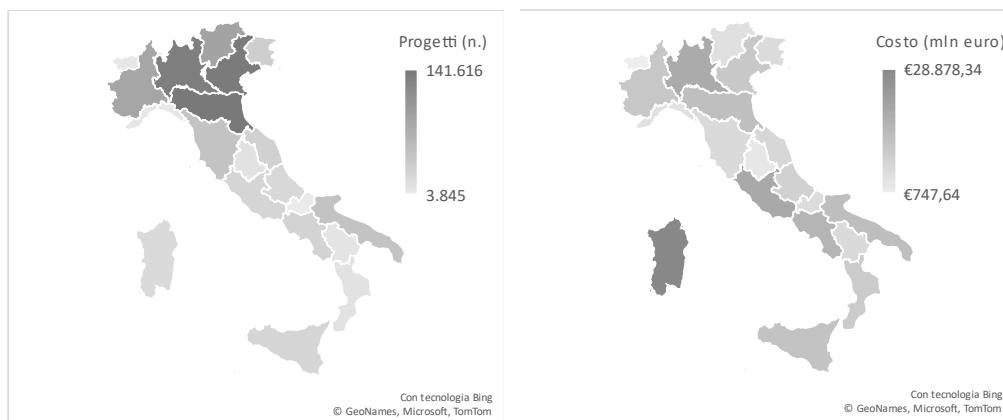 Progetti (n.)
141.616
3.845
Con tecnologia Bing
© GeoNames, Microsoft, TomTom
Costo (mln euro)
€28.878,34
€747,64
Con tecnologia Bing
© GeoNames, Microsoft, TomTom